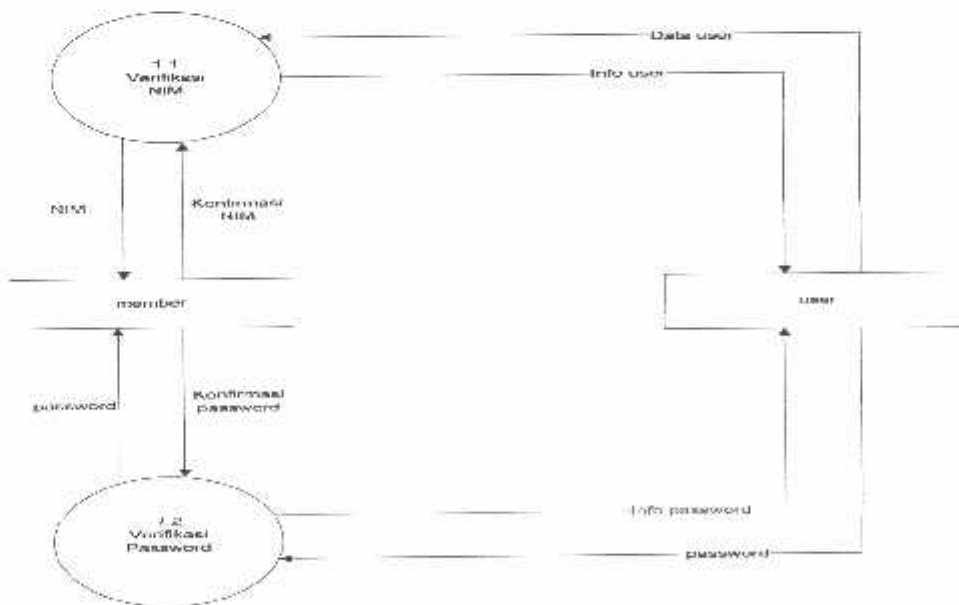 Data user
1.1
Verifikasi
NIM
Info user
NIM
Konfirmasi
NIM
member
user
password
Konfirmasi
password
1.2
Verifikasi
Password
Info password
password